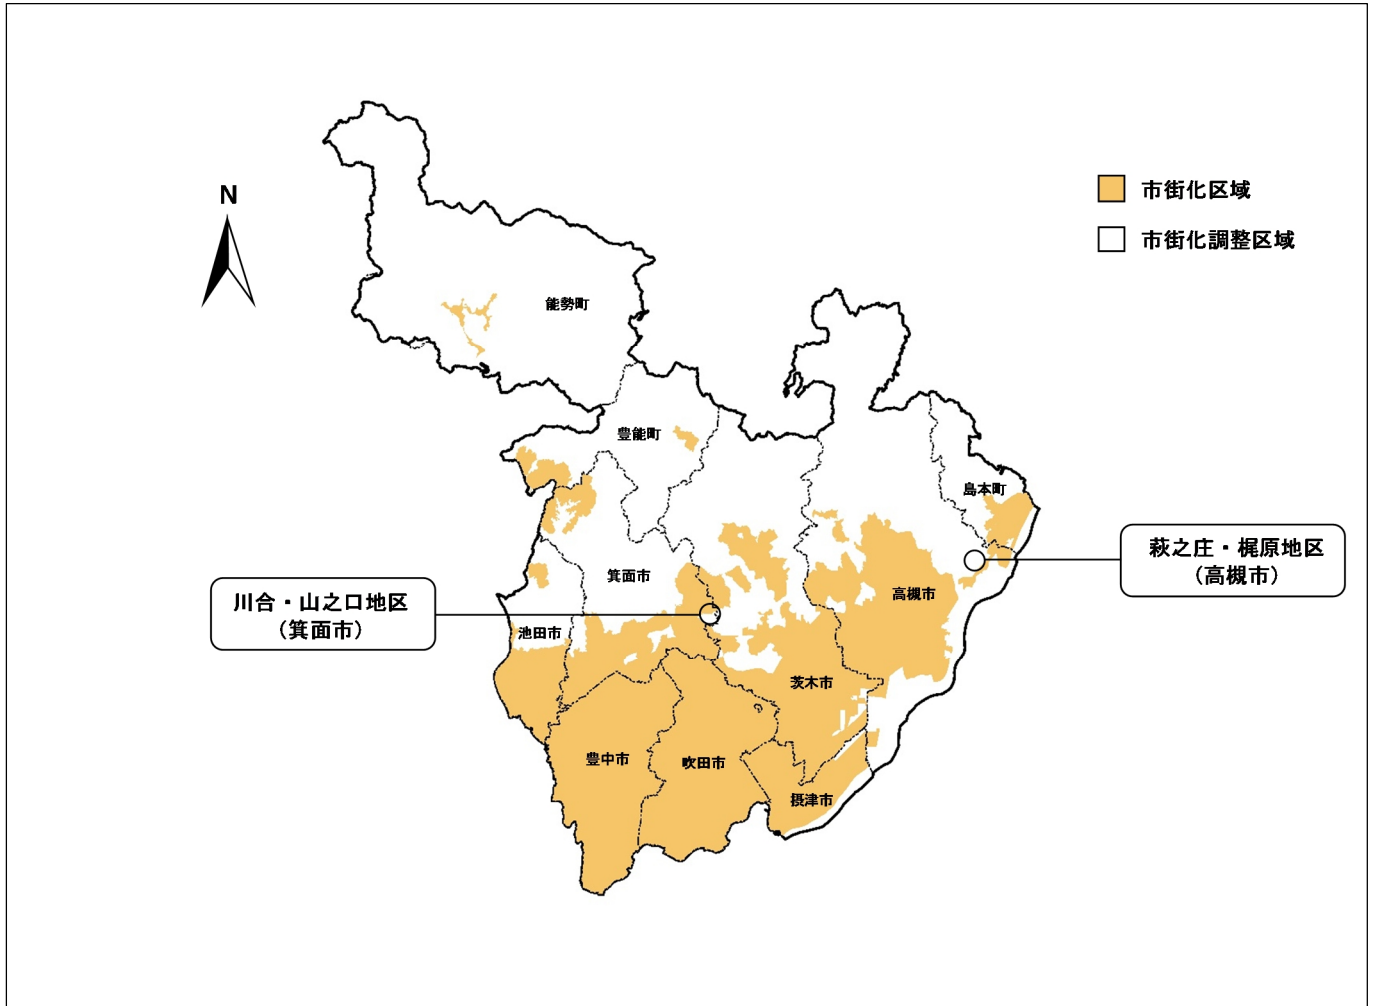 N
市街化区域
市街化調整区域
能勢町
豊能町
島本町
萩之庄・梶原地区
（高槻市）
箕面市
高槻市
川合・山之口地区
（箕面市）
池田市
茨木市
豊中市
吹田市
摂津市